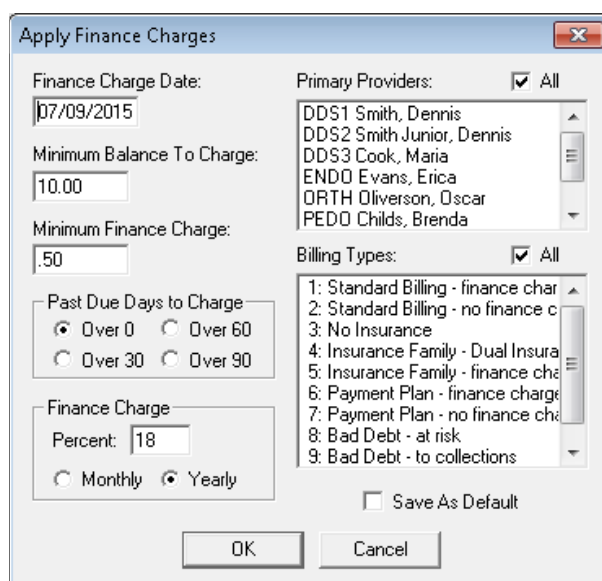 Apply Finance Charges
Finance Charge Date:
07/09/2015
Minimum Balance To Charge:
10.00
Minimum Finance Charge:
.50
Past Due Days to Charge
Over 0 Over 60
Over 30 Over 90
Finance Charge
Percent: 18
Monthly Yearly
Primary Providers: All
DDS1 Smith, Dennis
DDS2 Smith Junior, Dennis
DDS3 Cook, Maria
ENDO Evans, Erica
ORTH Oliverson, Oscar
PEDO Childs, Brenda
Billing Types: All
1: Standard Billing - finance char
2: Standard Billing - no finance c
3: No Insurance
4: Insurance Family - Dual Insura
5: Insurance Family - finance cha
6: Payment Plan - finance charge
7: Payment Plan - no finance cha
8: Bad Debt - at risk
9: Bad Debt - to collections
Save As Default
OK Cancel